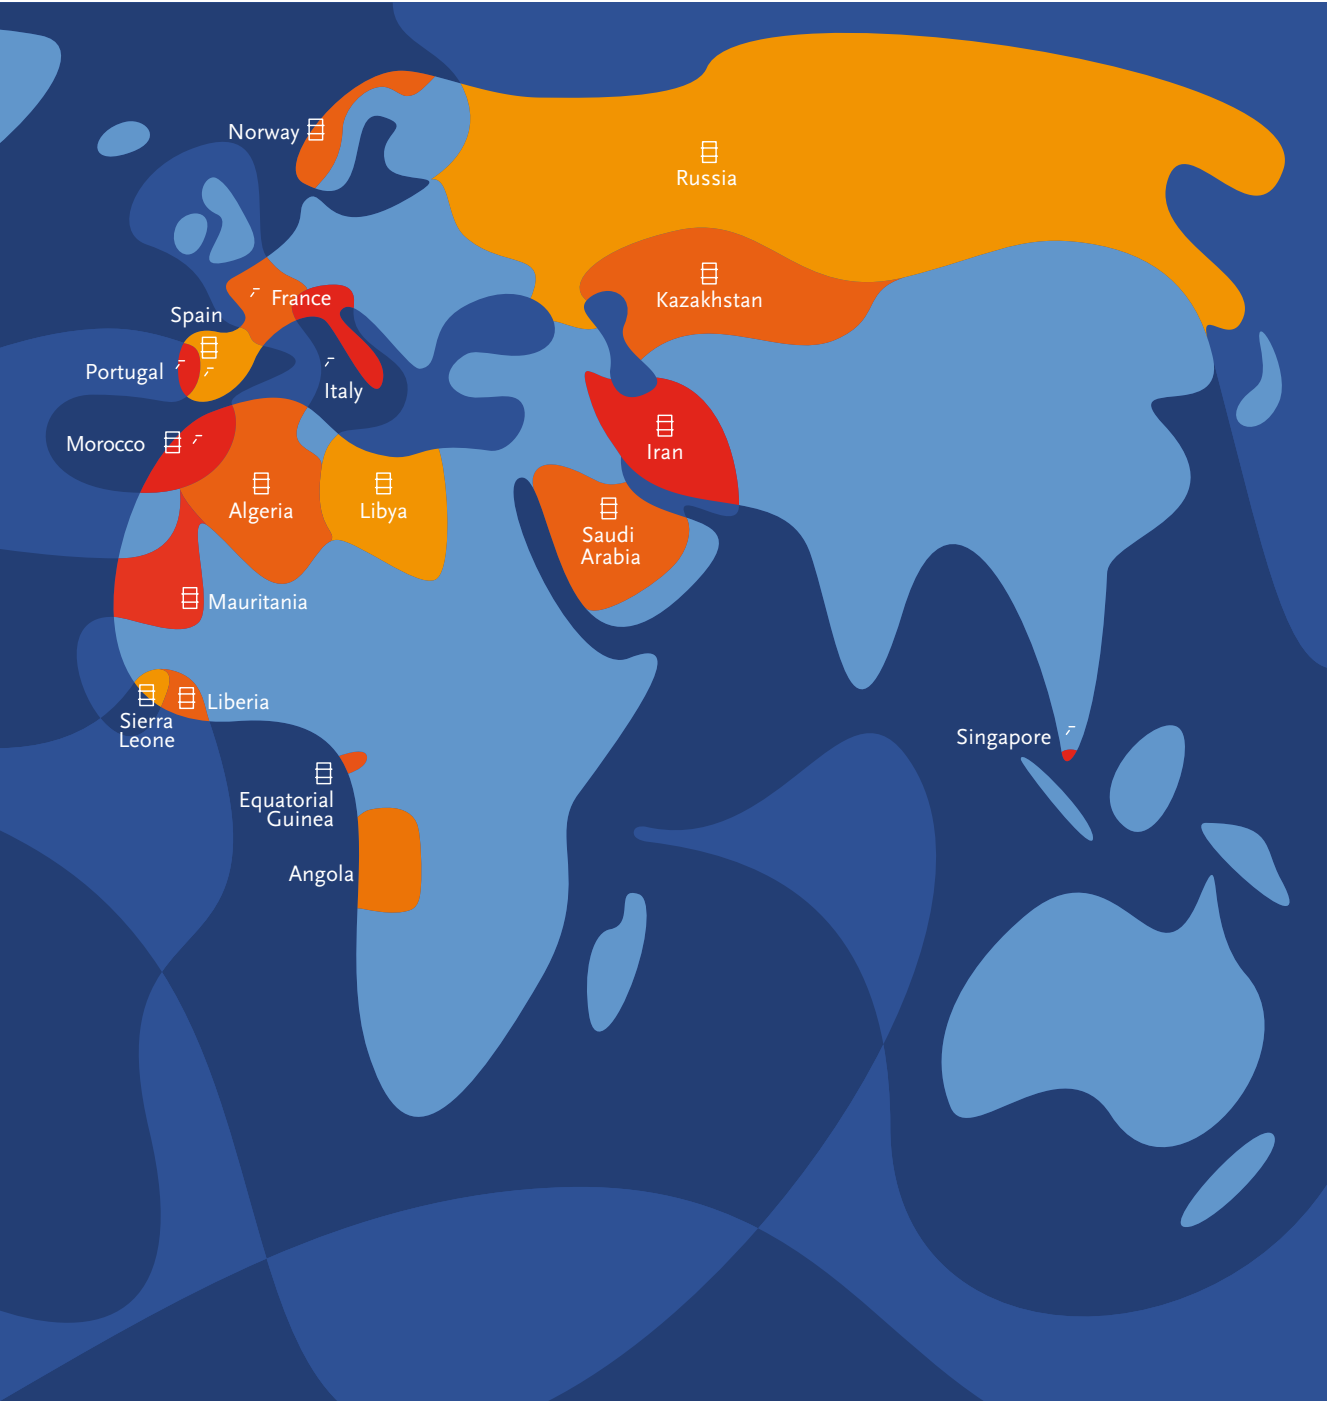 Norway
Russia
Kazakhstan
France
Spain
Portugal
Italy
Morocco
Iran
Algeria
Libya
Saudi
Arabia
Mauritania
Liberia
Sierra
Leone
Singapore
Equatorial
Guinea
Angola